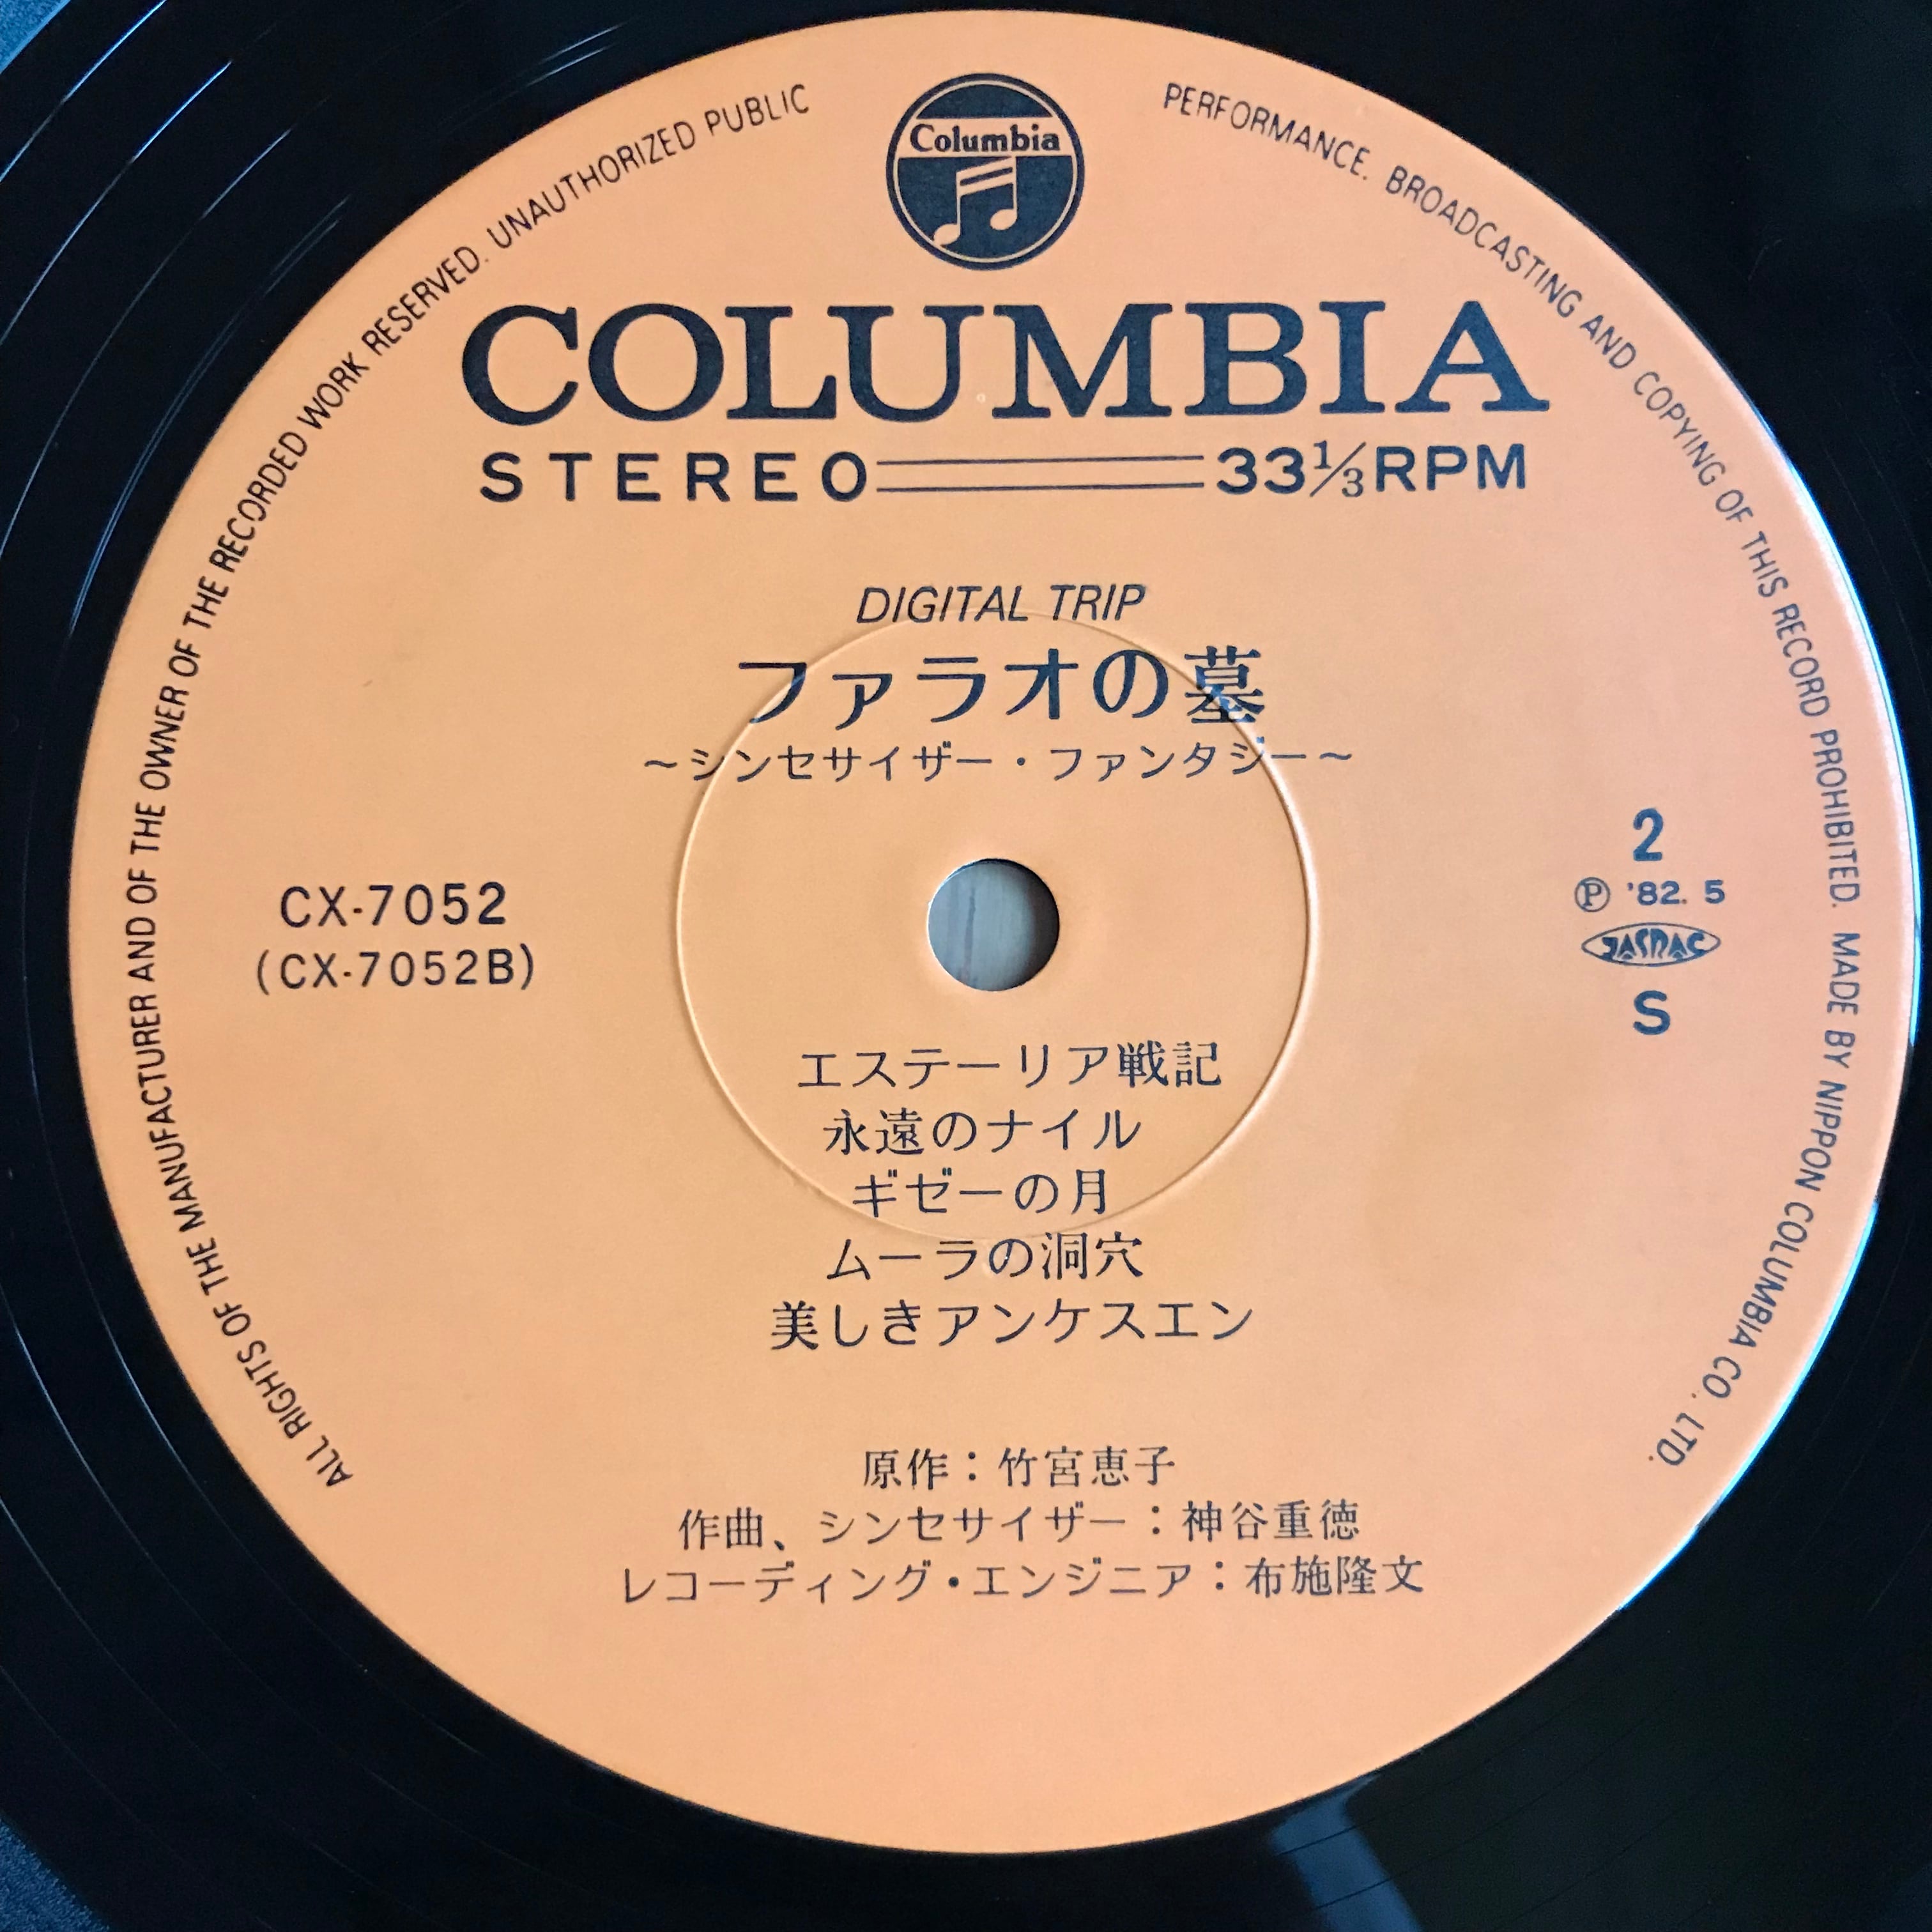 ALL RIGHTS OF THE MANUFACTURER AND OF THE OWNER OF THE RECORDED WORK RESERVED. UNAUTHORIZED PUBLIC PERFORMANCE. BROADCASTING AND COPYING OF THIS RECORD PROHIBITED. MADE BY NIPPON COLUMBIA CO., LTD.
Columbia
COLUMBIA
STEREO 33⅓RPM
DIGITAL TRIP
ファラオの墓
～シンセサイザー・ファンタジー～
CX-7052
(CX-7052B)
2
Ⓟ '82. 5
JASRAC
S
エステーリア戦記
永遠のナイル
ギゼーの月
ムーラの洞穴
美しきアンケスエン
原作：竹宮恵子
作曲、シンセサイザー：神谷重徳
レコーディング・エンジニア：布施隆文